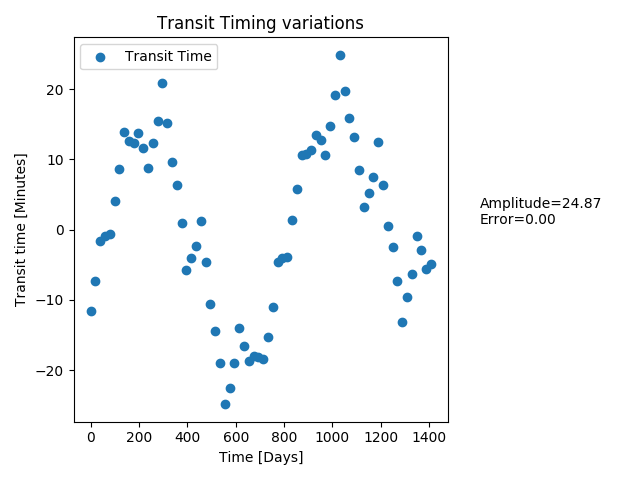 Transit Timing variations
Transit Time
Transit time [Minutes]
20
10
0
−10
−20
0 200 400 600 800 1000 1200 1400
Time [Days]
Amplitude=24.87
Error=0.00